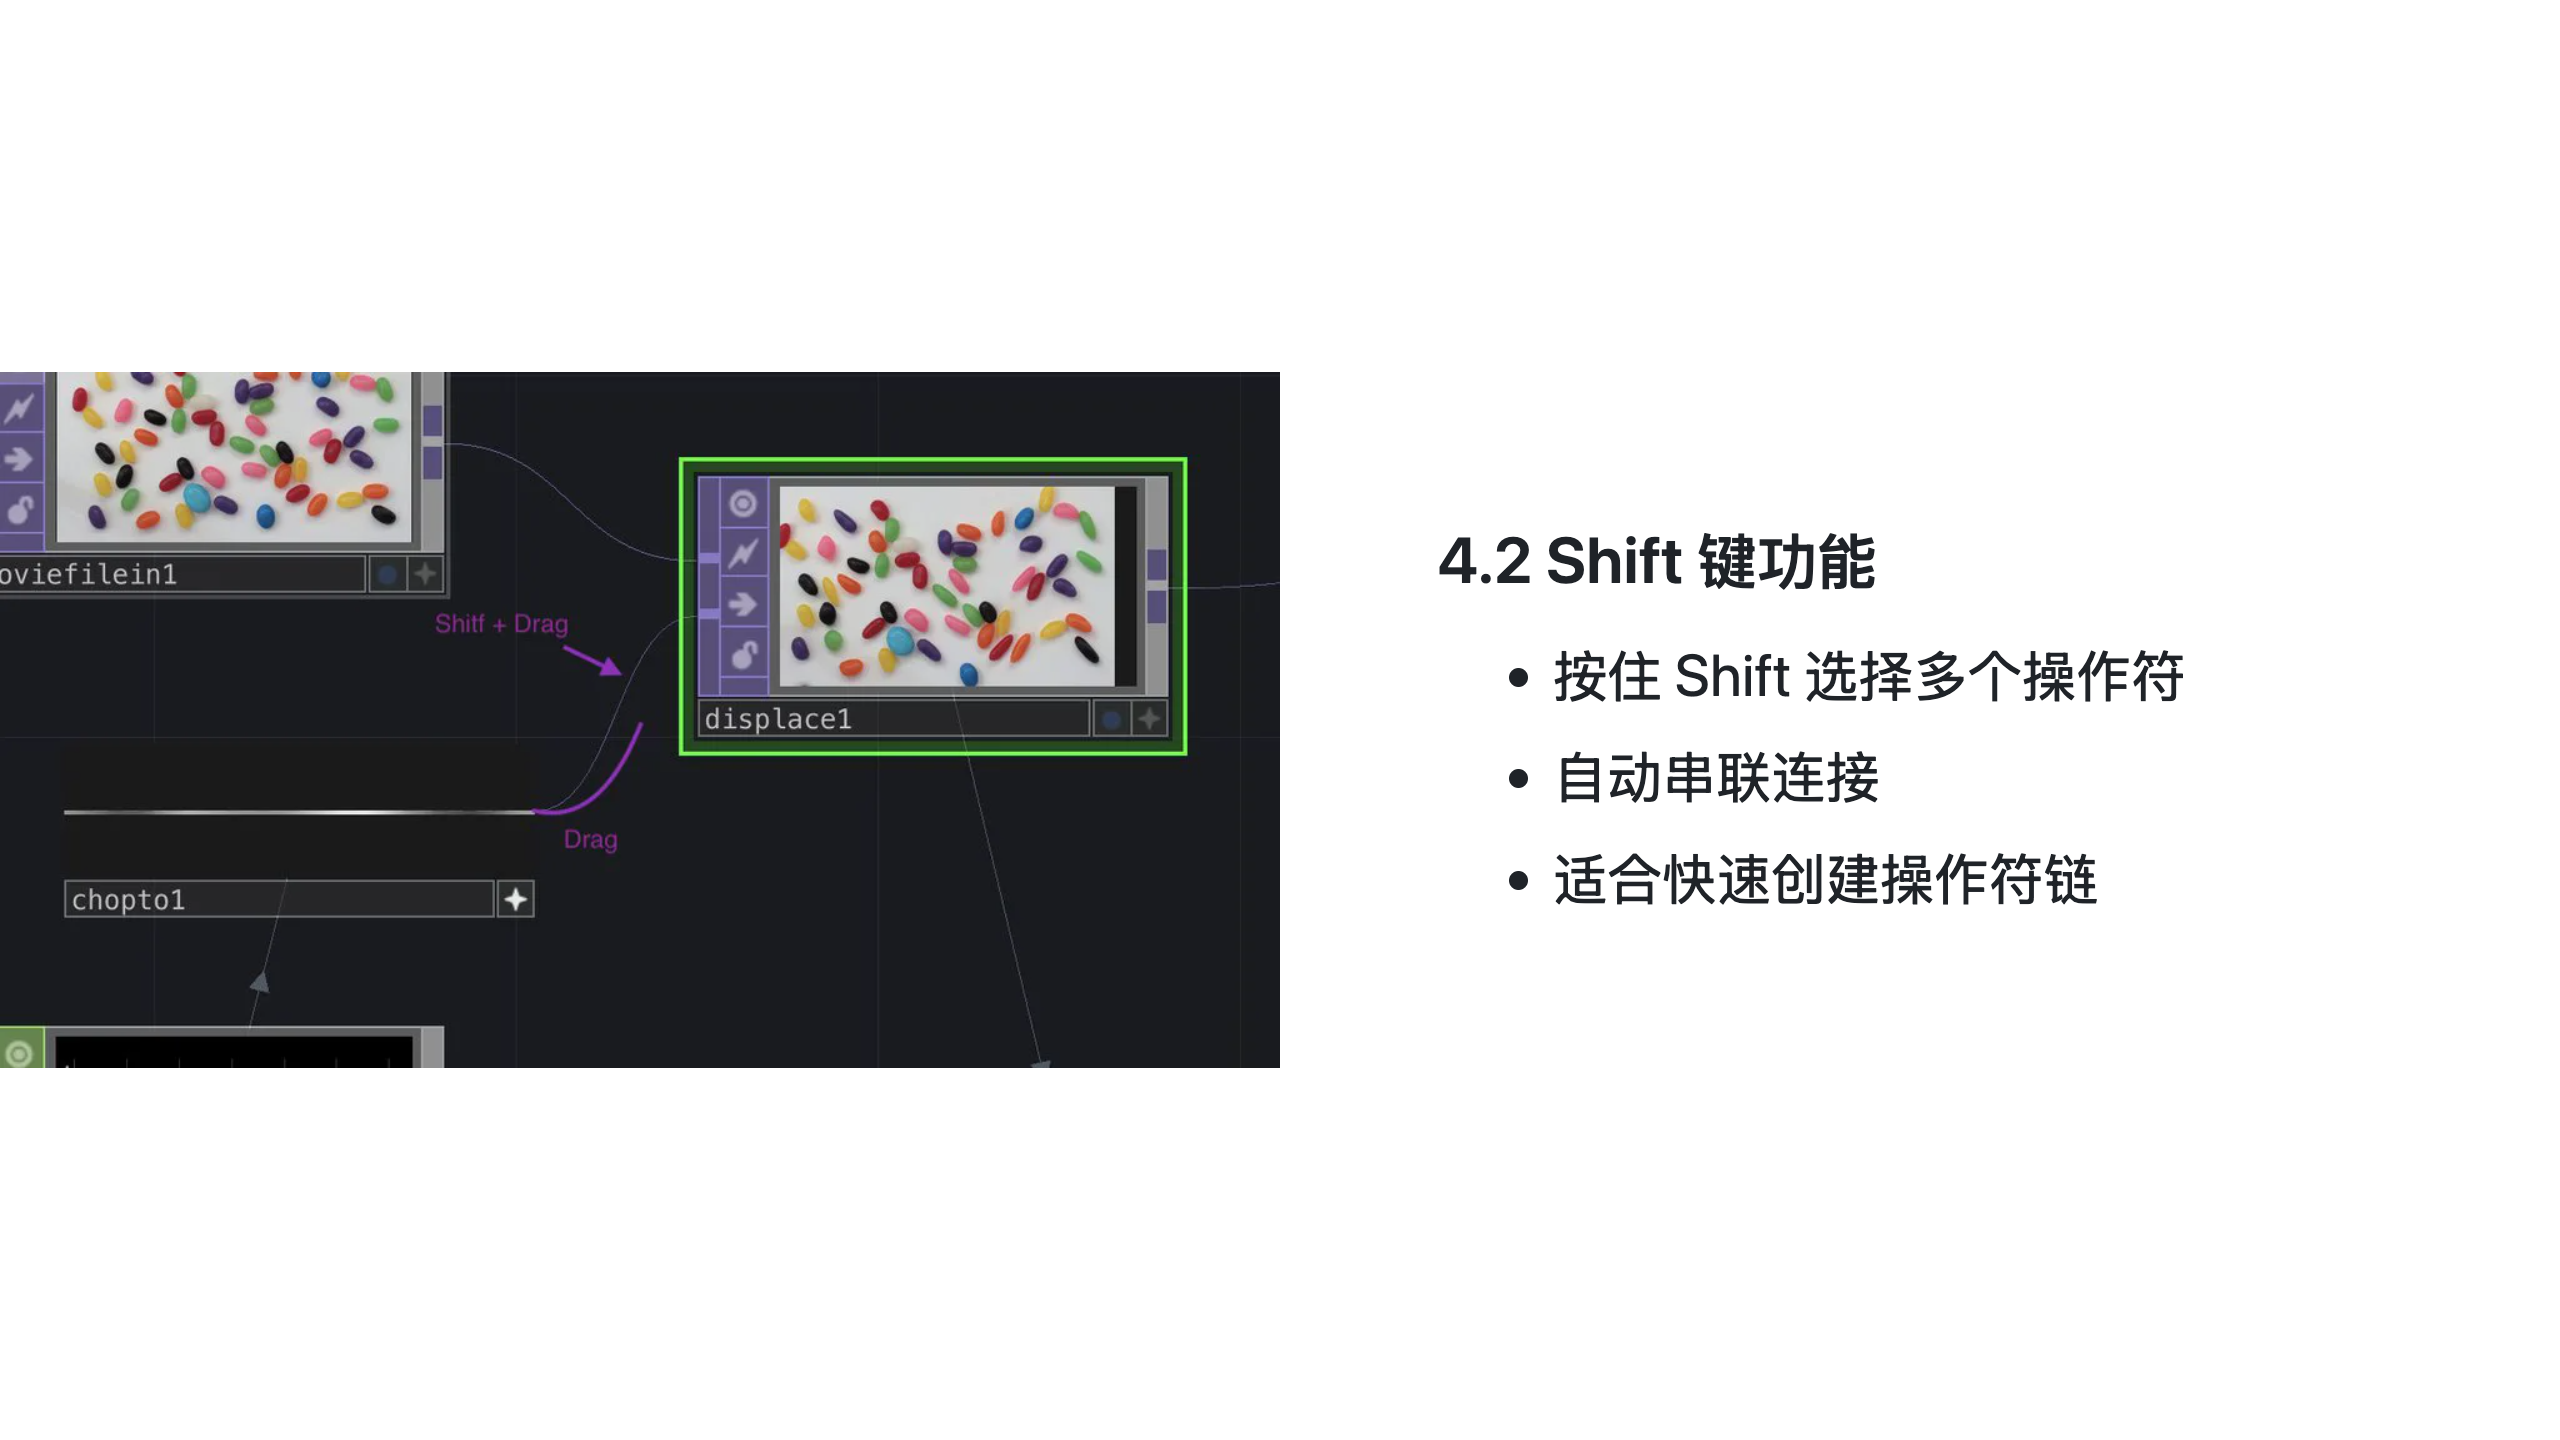 oviefilein1
Shitf + Drag
displace1
Drag
chopto1
4.2 Shift 键功能
按住 Shift 选择多个操作符
自动串联连接
适合快速创建操作符链